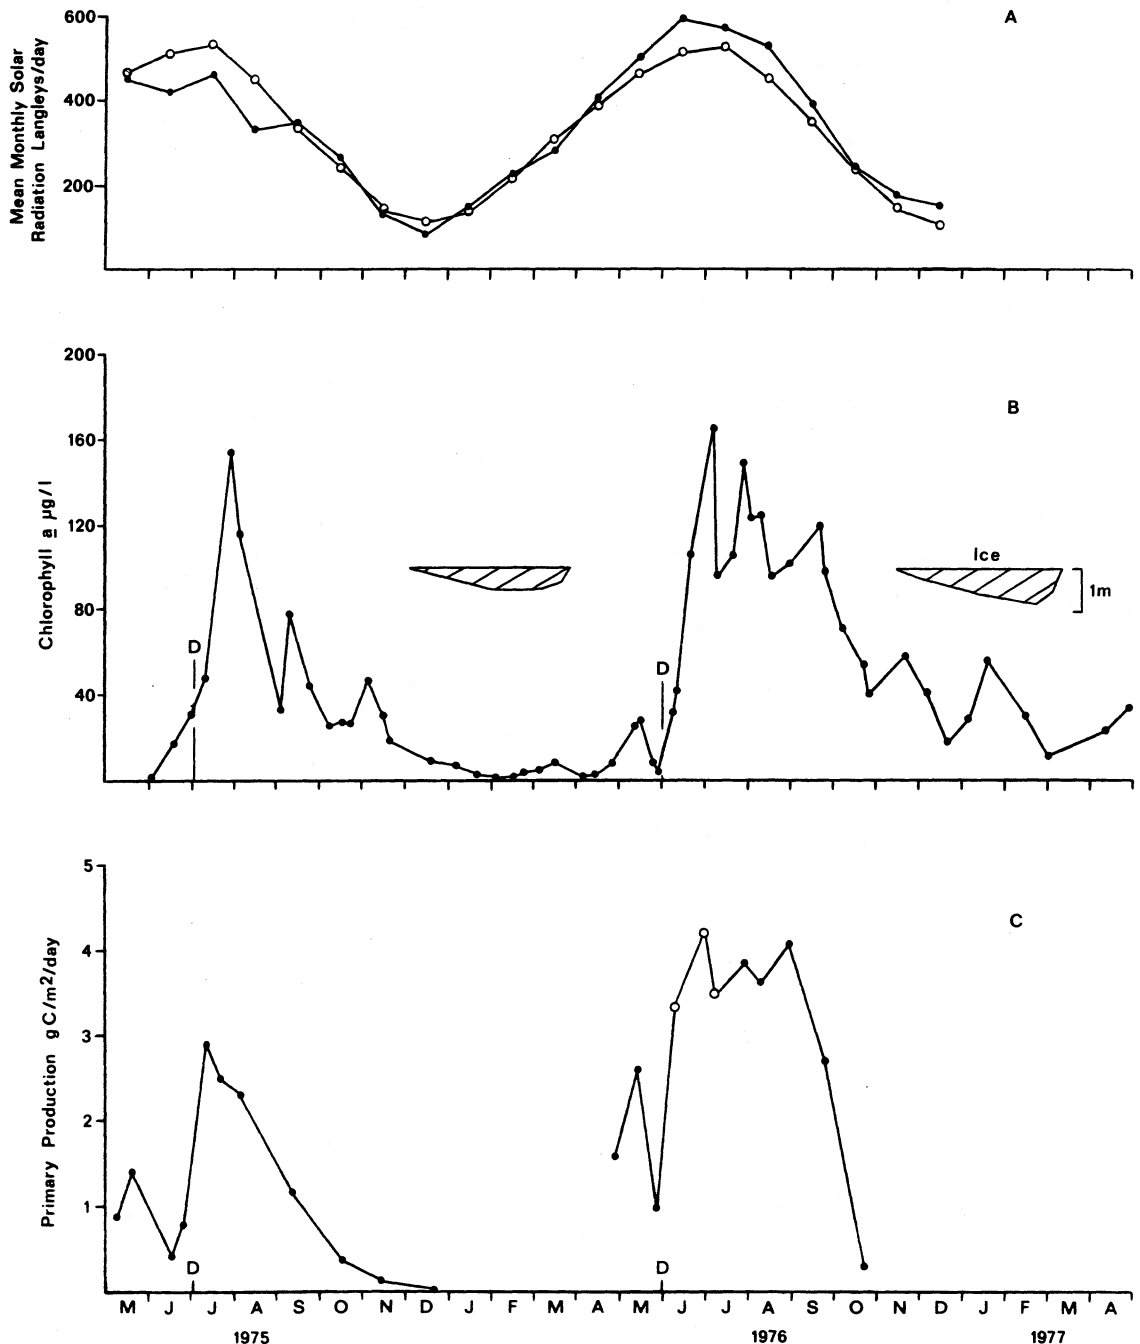 A
Mean Monthly Solar
Radiation Langleys/day
600
400
200
B
Chlorophyll a µg/l
200
160
120
80
40
D
D
Ice
1m
C
Primary Production gC/m2/day
5
4
3
2
1
D
D
M J J A S O N D J F M A M J J A S O N D J F M A
1975 1976 1977